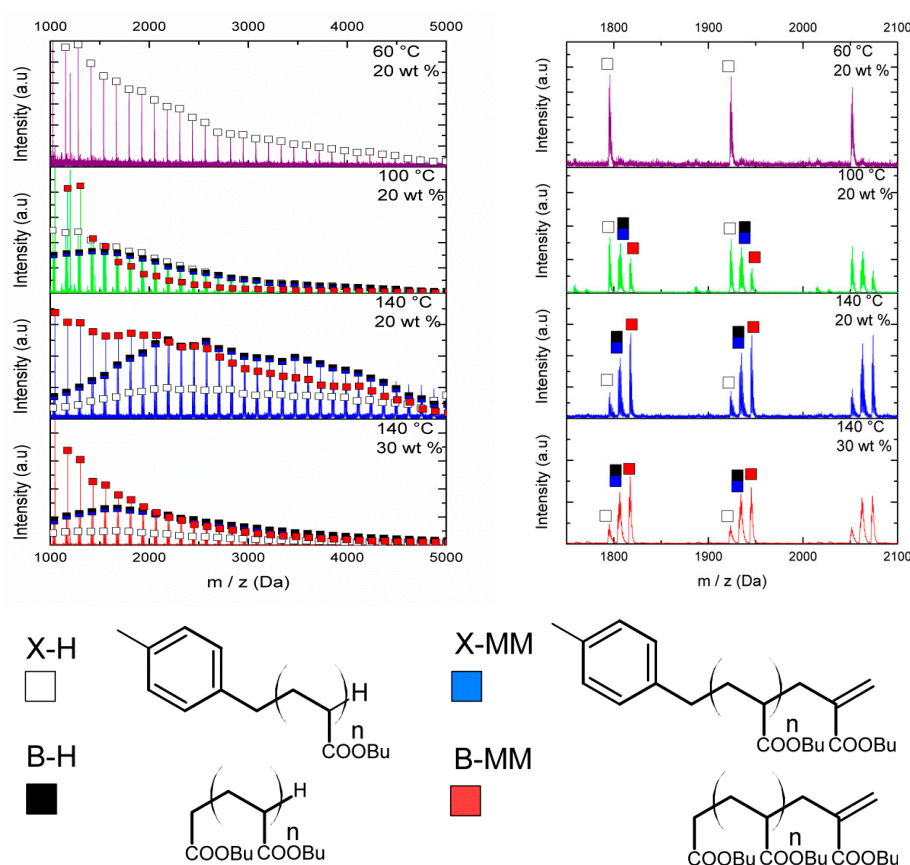 1000 2000 3000 4000 5000
1800 1900 2000 2100
60 °C
20 wt %
Intensity (a.u)
60 °C
20 wt %
Intensity (a.u)
100 °C
20 wt %
Intensity (a.u)
100 °C
20 wt %
Intensity (a.u)
140 °C
20 wt %
Intensity (a.u)
140 °C
20 wt %
Intensity (a.u)
140 °C
30 wt %
Intensity (a.u)
140 °C
30 wt %
Intensity (a.u)
1000 2000 3000 4000 5000
m / z (Da)
1800 1900 2000 2100
m / z (Da)
X-H
H
n
COOBu
X-MM
n
COOBu COOBu
B-H
H
n
COOBu COOBu
B-MM
n
COOBu COOBu COOBu